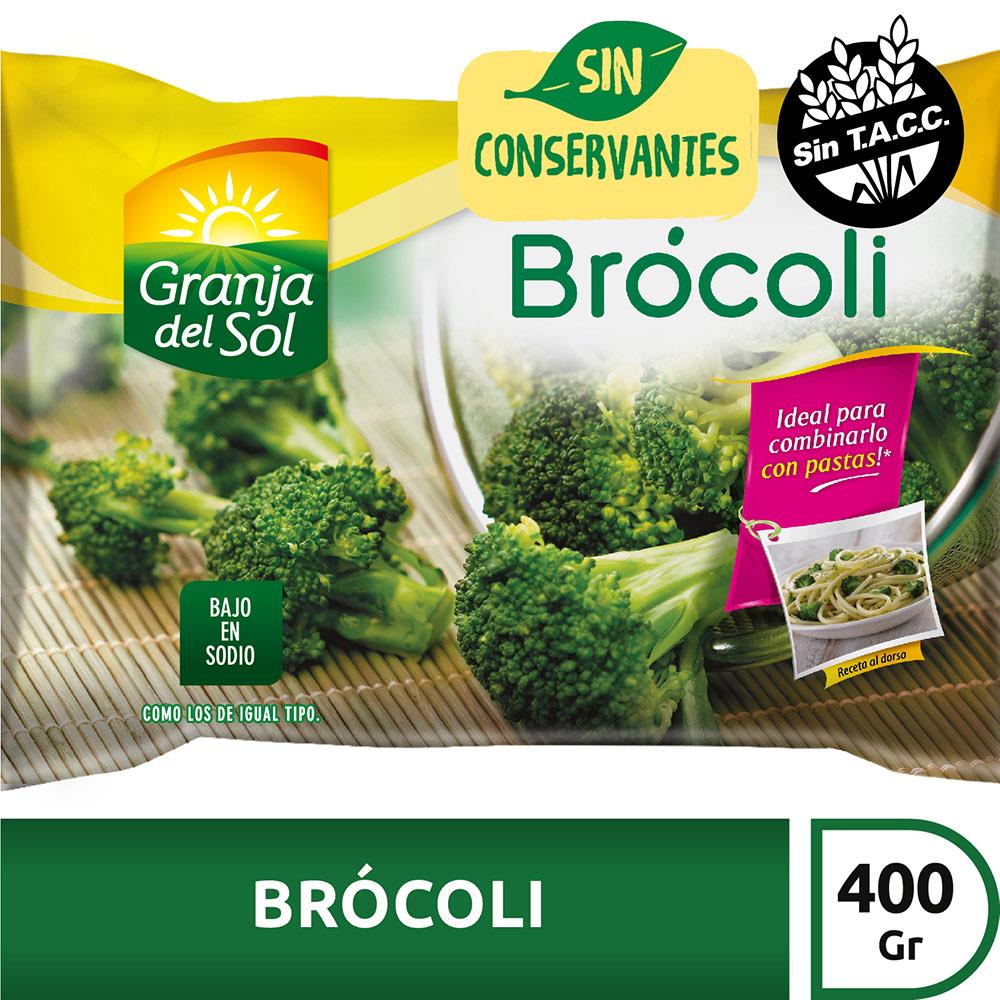 SIN
CONSERVANTES
Sin T.A.C.C.
Granja
del Sol
Brócoli
Ideal para
combinarlo
con pastas!*
BAJO
EN
SODIO
Receta al dorso
COMO LOS DE IGUAL TIPO.
BRÓCOLI
400
Gr